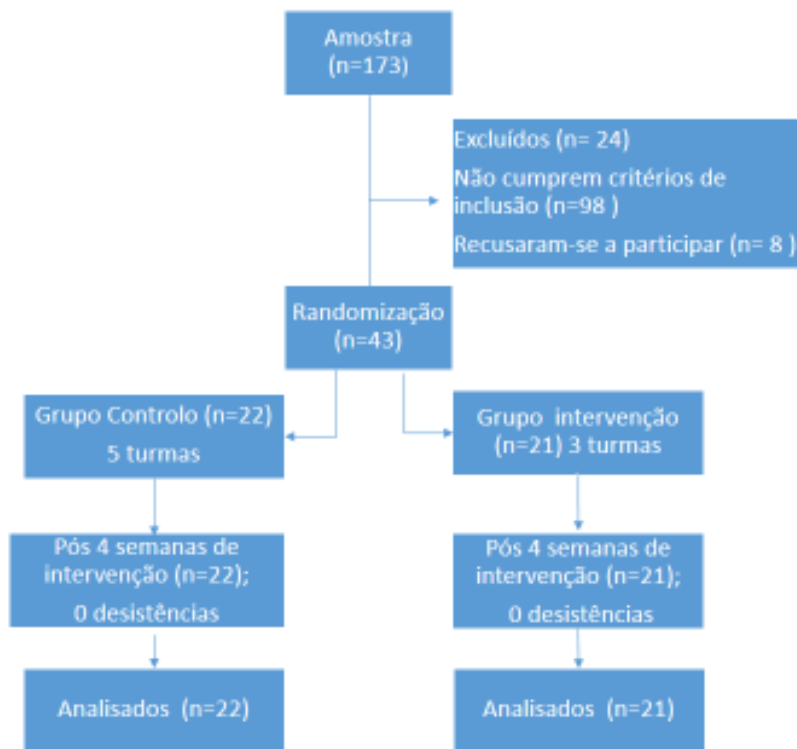 Amostra
(n=173)
Excluídos (n= 24)
Não cumprem critérios de
inclusão (n=98 )
Recusaram-se a participar (n= 8 )
Randomização
(n=43)
Grupo Controlo (n=22)
5 turmas
Grupo intervenção
(n=21) 3 turmas
Pós 4 semanas de
intervenção (n=22);
0 desistências
Pós 4 semanas de
intervenção (n=21);
0 desistências
Analisados (n=22)
Analisados (n=21)